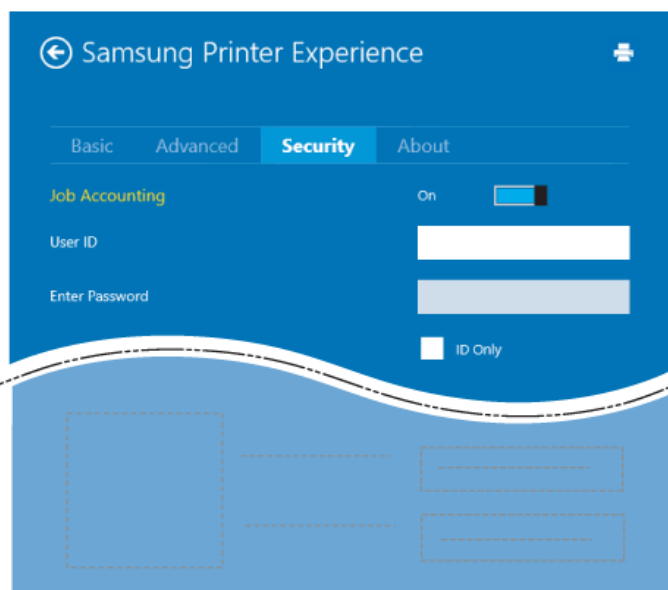 Samsung Printer Experience
Basic Advanced Security About
Job Accounting On
User ID
Enter Password
ID Only